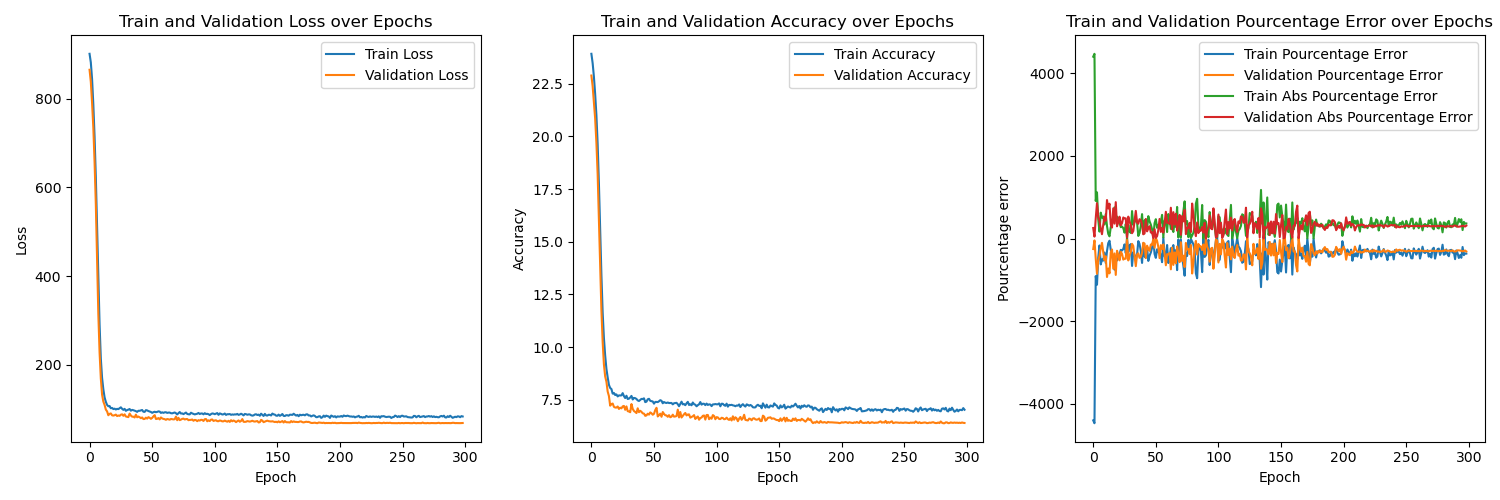 Train and Validation Loss over Epochs
Train Loss
Validation Loss
800
600
400
200
Loss
0 50 100 150 200 250 300
Epoch
Train and Validation Accuracy over Epochs
Train Accuracy
Validation Accuracy
22.5
20.0
17.5
15.0
12.5
10.0
7.5
Accuracy
0 50 100 150 200 250 300
Epoch
Train and Validation Pourcentage Error over Epochs
Train Pourcentage Error
Validation Pourcentage Error
Train Abs Pourcentage Error
Validation Abs Pourcentage Error
4000
2000
0
−2000
−4000
Pourcentage error
0 50 100 150 200 250 300
Epoch